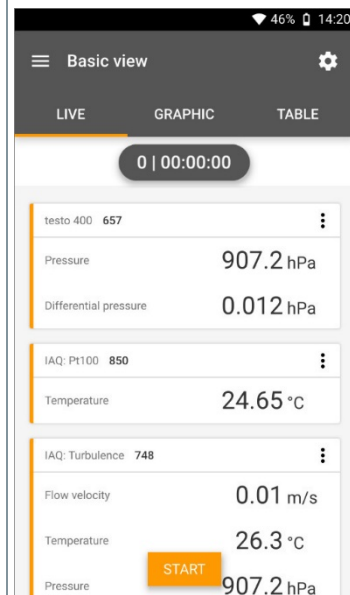 46% 14:20
Basic view
LIVE GRAPHIC TABLE
0 | 00:00:00
testo 400 657
Pressure 907.2 hPa
Differential pressure 0.012 hPa
IAQ: Pt100 850
Temperature 24.65 °C
IAQ: Turbulence 748
Flow velocity 0.01 m/s
Temperature 26.3 °C
START
Pressure 907.2 hPa